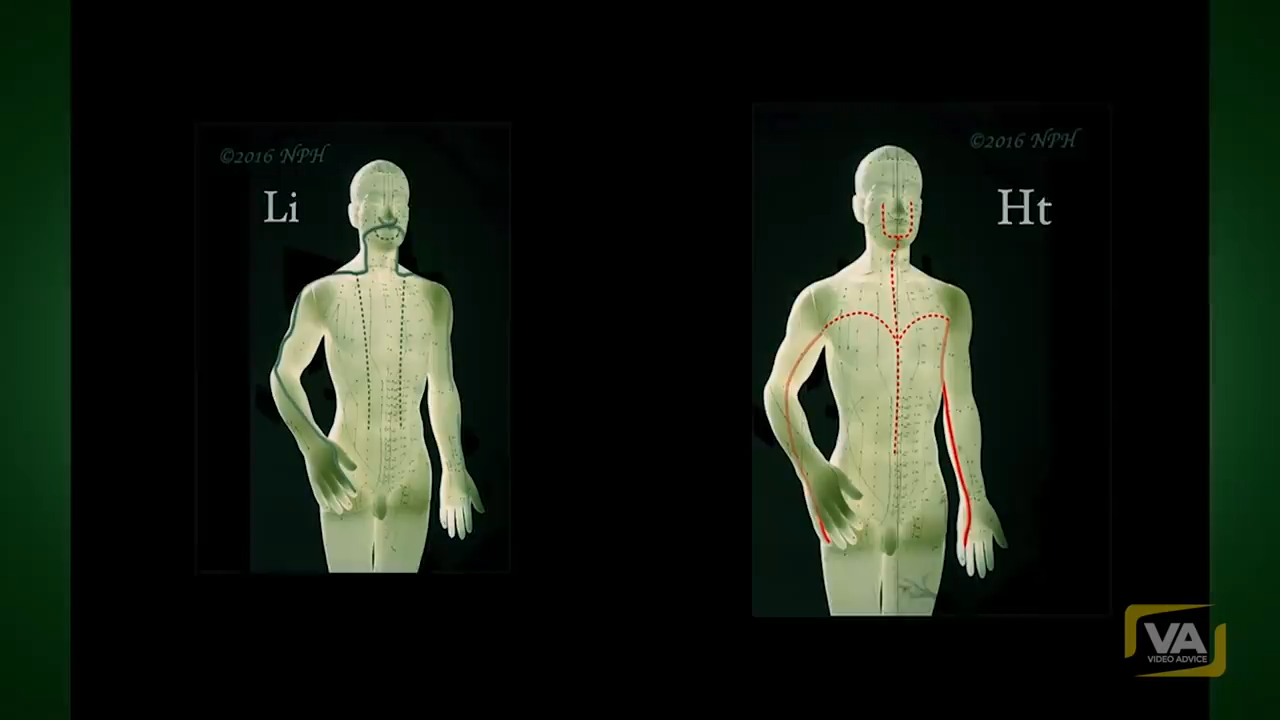 ©2016 NPH
Li
©2016 NPH
Ht
VA
VIDEO ADVICE